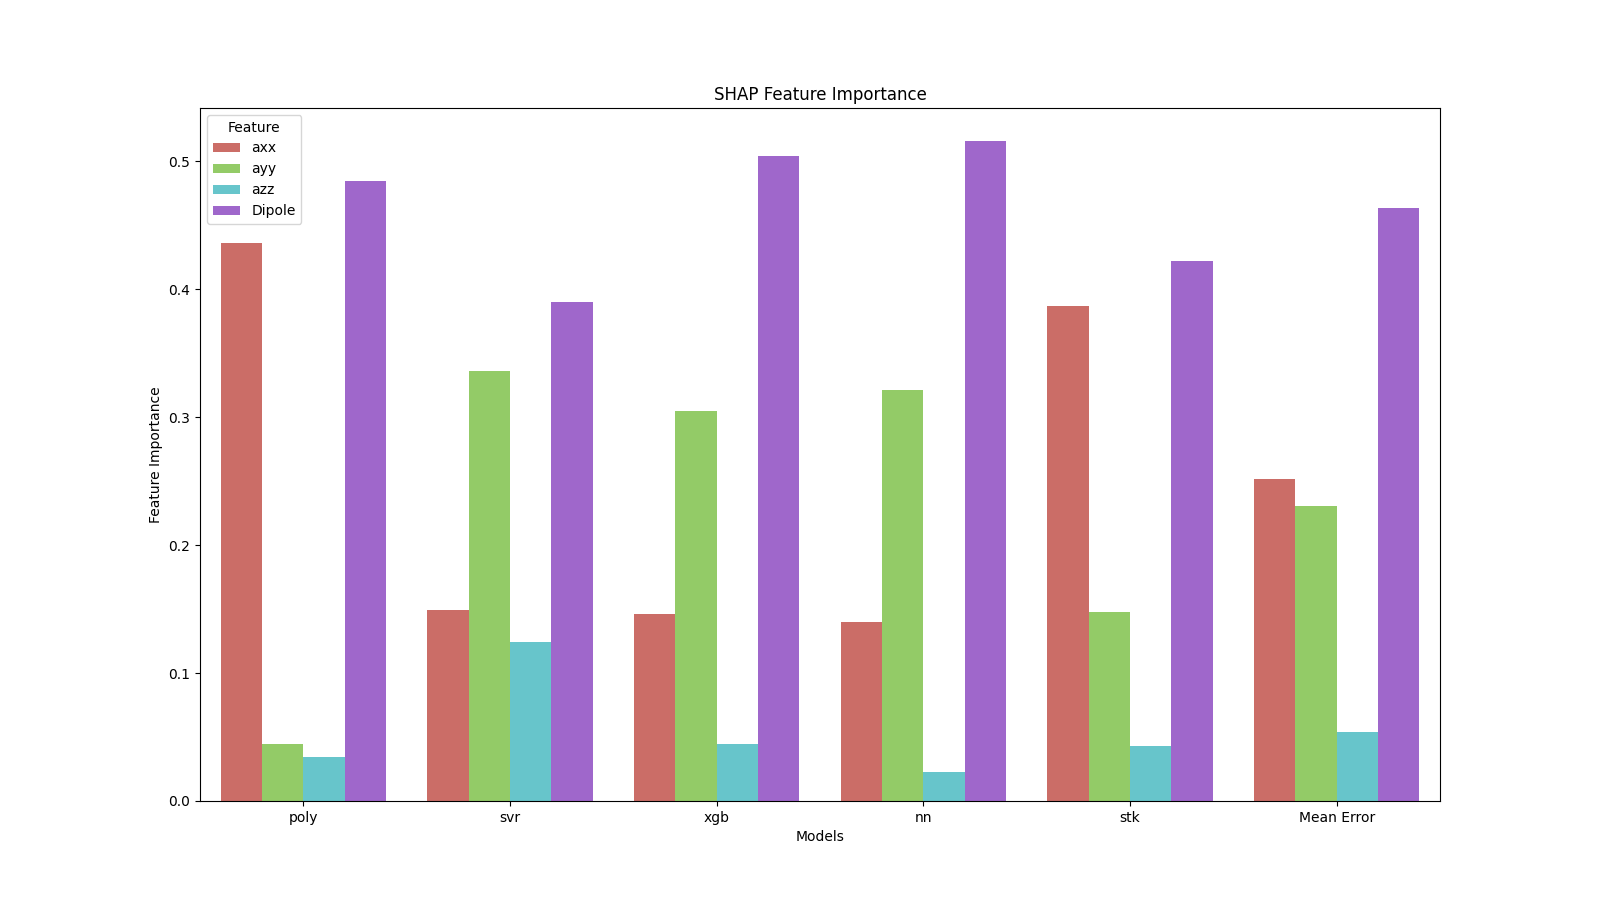 SHAP Feature Importance
Feature
axx
ayy
azz
Dipole
Feature Importance
0.5
0.4
0.3
0.2
0.1
0.0
poly svr xgb nn stk Mean Error
Models